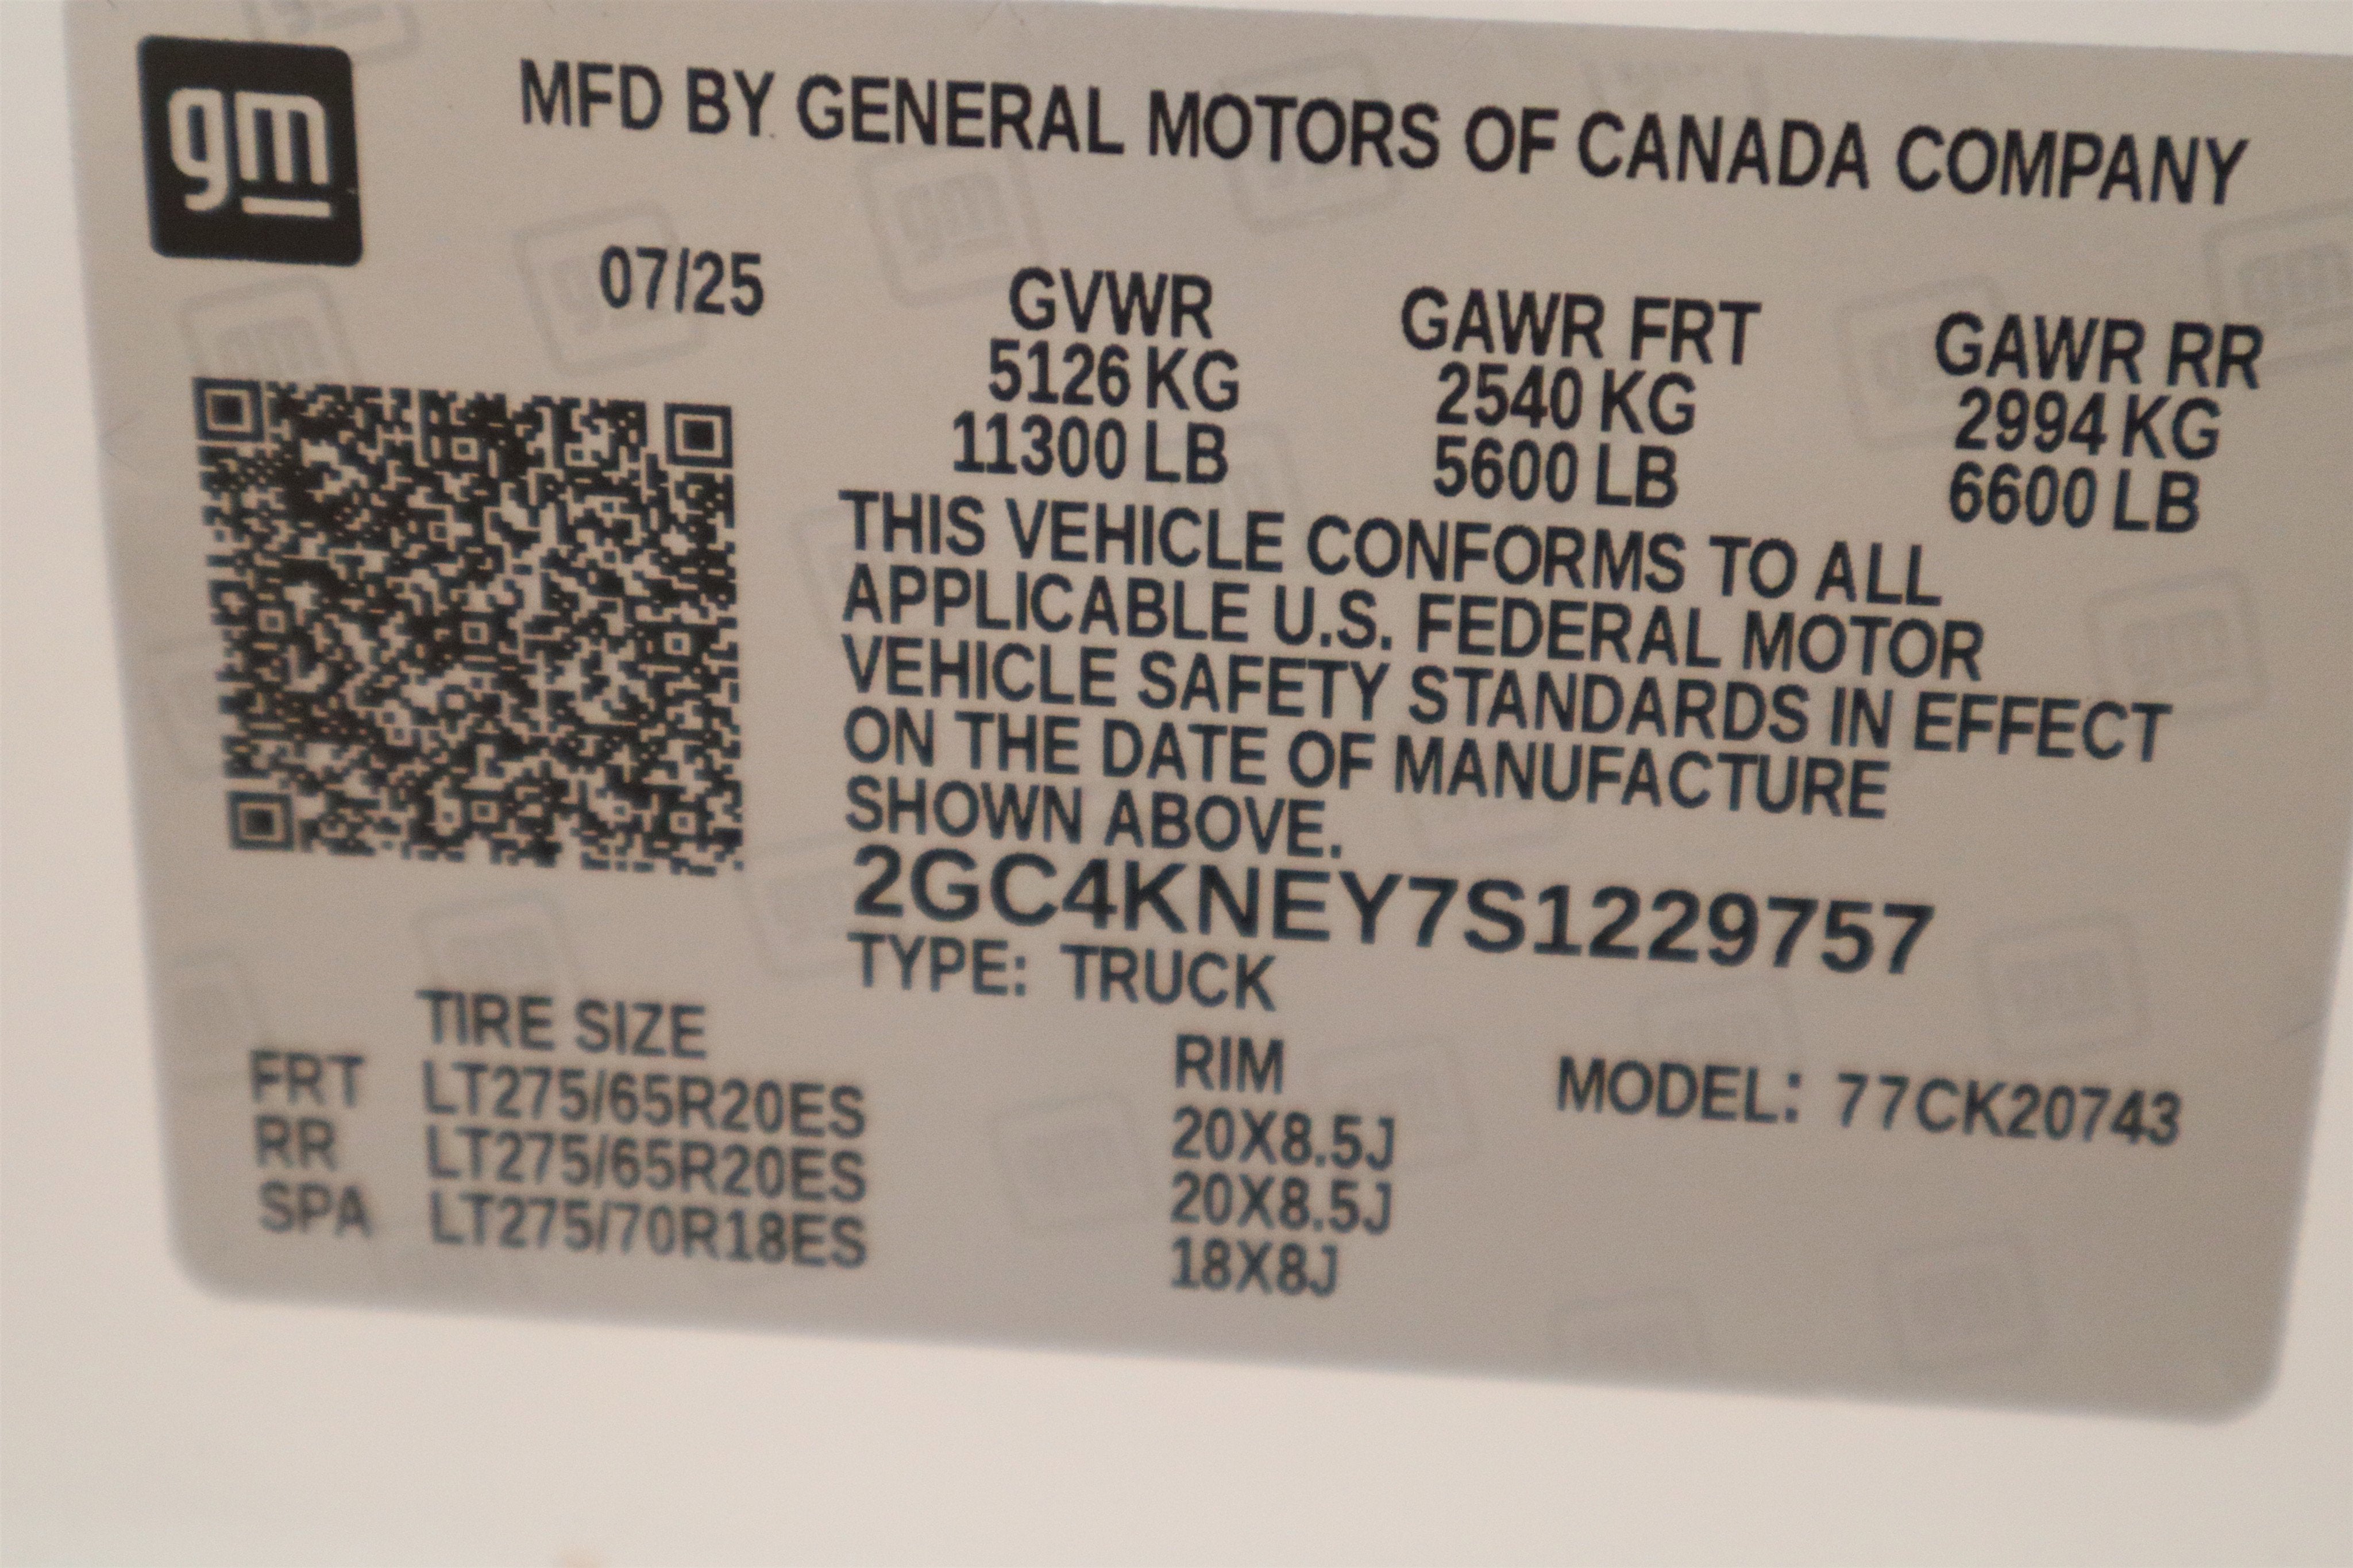 gm
MFD BY GENERAL MOTORS OF CANADA COMPANY
07/25
GVWR GAWR FRT GAWR RR
5126 KG 2540 KG 2994 KG
11300 LB 5600 LB 6600 LB
THIS VEHICLE CONFORMS TO ALL
APPLICABLE U.S. FEDERAL MOTOR
VEHICLE SAFETY STANDARDS IN EFFECT
ON THE DATE OF MANUFACTURE
SHOWN ABOVE.
2GC4KNEY7S1229757
TYPE: TRUCK
TIRE SIZE RIM MODEL: 77CK20743
FRT LT275/65R20ES 20X8.5J
RR LT275/65R20ES 20X8.5J
SPA LT275/70R18ES 18X8J